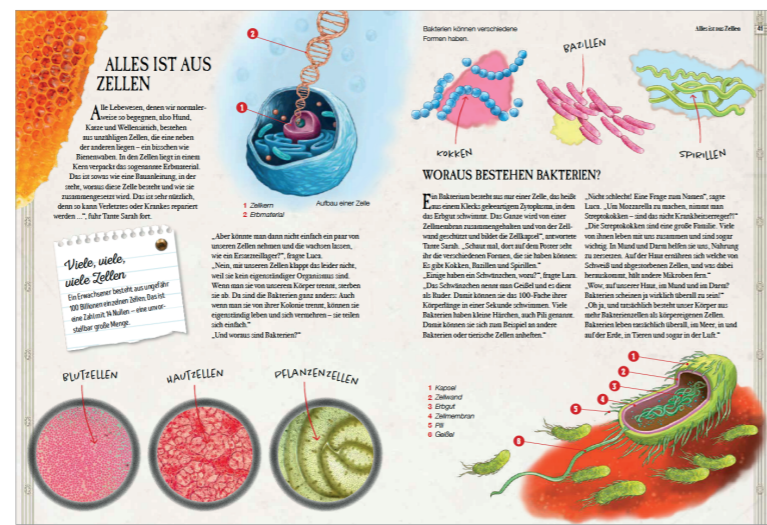 ALLES IST AUS
ZELLEN
Alle Lebewesen, denen wir normaler-
weise so begegnen, also Hund,
Katze und Wellensittich, bestehen
aus unzähligen Zellen, die eine neben
der anderen liegen – ein bisschen wie
Bienenwaben. In den Zellen liegt in einem
Kern verpackt das sogenannte Erbmaterial.
Das ist sowas wie eine Bauanleitung, in der
steht, woraus diese Zelle besteht und wie sie
zusammengesetzt wird. Das ist sehr nützlich,
denn so kann Verletztes oder Krankes repariert
werden ...", fuhr Tante Sarah fort.
2
1
1 Zellkern
2 Erbmaterial
Aufbau einer Zelle
Viele, viele,
viele Zellen
Ein Erwachsener besteht aus ungefähr
100 Billionen einzelnen Zellen. Das ist
eine Zahl mit 14 Nullen – eine unvor-
stellbar große Menge.
„Aber könnte man dann nicht einfach ein paar von
unseren Zellen nehmen und die wachsen lassen,
wie ein Ersatzteillager?", fragte Luca.
„Nein, mit unseren Zellen klappt das leider nicht,
weil sie kein eigenständiger Organismus sind.
Wenn man sie von unserem Körper trennt, sterben
sie ab. Da sind die Bakterien ganz anders: Auch
wenn man sie von ihrer Kolonie trennt, können sie
eigenständig leben und sich vermehren – sie teilen
sich einfach."
„Und woraus sind Bakterien?"
BLUTZELLEN
HAUTZELLEN
PFLANZENZELLEN
Bakterien können verschiedene
Formen haben.
Alles ist aus Zellen
KOKKEN
BAZILLEN
SPIRILLEN
WORAUS BESTEHEN BAKTERIEN?
„Ein Bakterium besteht aus nur einer Zelle, das heißt
aus einem Klecks geleeartigem Zytoplasma, in dem
das Erbgut schwimmt. Das Ganze wird von einer
Zellmembran zusammengehalten und von der Zell-
wand geschützt und bildet die Zellkapsel", antwortete
Tante Sarah. „Schaut mal, dort auf dem Poster seht
ihr die verschiedenen Formen, die sie haben können:
Es gibt Kokken, Bazillen und Spirillen."
„Einige haben ein Schwänzchen, wozu?", fragte Lara.
„Das Schwänzchen nennt man Geißel und es dient
als Ruder. Damit können sie das 100-Fache ihrer
Körperlänge in einer Sekunde schwimmen. Viele
Bakterien haben kleine Härchen, auch Pili genannt.
Damit können sie sich zum Beispiel an andere
Bakterien oder tierische Zellen anheften."
„Nicht schlecht! Eine Frage zum Namen", sagte
Luca. „Um Mozzarella zu machen, nimmt man
Streptokokken – sind das nicht Krankheitserreger?!"
„Die Streptokokken sind eine große Familie. Viele
von ihnen leben mit uns zusammen und sind sogar
wichtig. In Mund und Darm helfen sie uns, Nahrung
zu zersetzen. Auf der Haut ernähren sich welche von
Schweiß und abgestorbenen Zellen, und was dabei
herauskommt, hält andere Mikroben fern."
„Wow, auf unserer Haut, im Mund und im Darm?
Bakterien scheinen ja wirklich überall zu sein!"
„Oh ja, und tatsächlich besteht unser Körper aus
mehr Bakterienzellen als körpereigenen Zellen.
Bakterien leben tatsächlich überall, im Meer, in und
auf der Erde, in Tieren und sogar in der Luft."
1 Kapsel
2 Zellwand
3 Erbgut
4 Zellmembran
5 Pili
6 Geißel
1
2
3
4
5
6